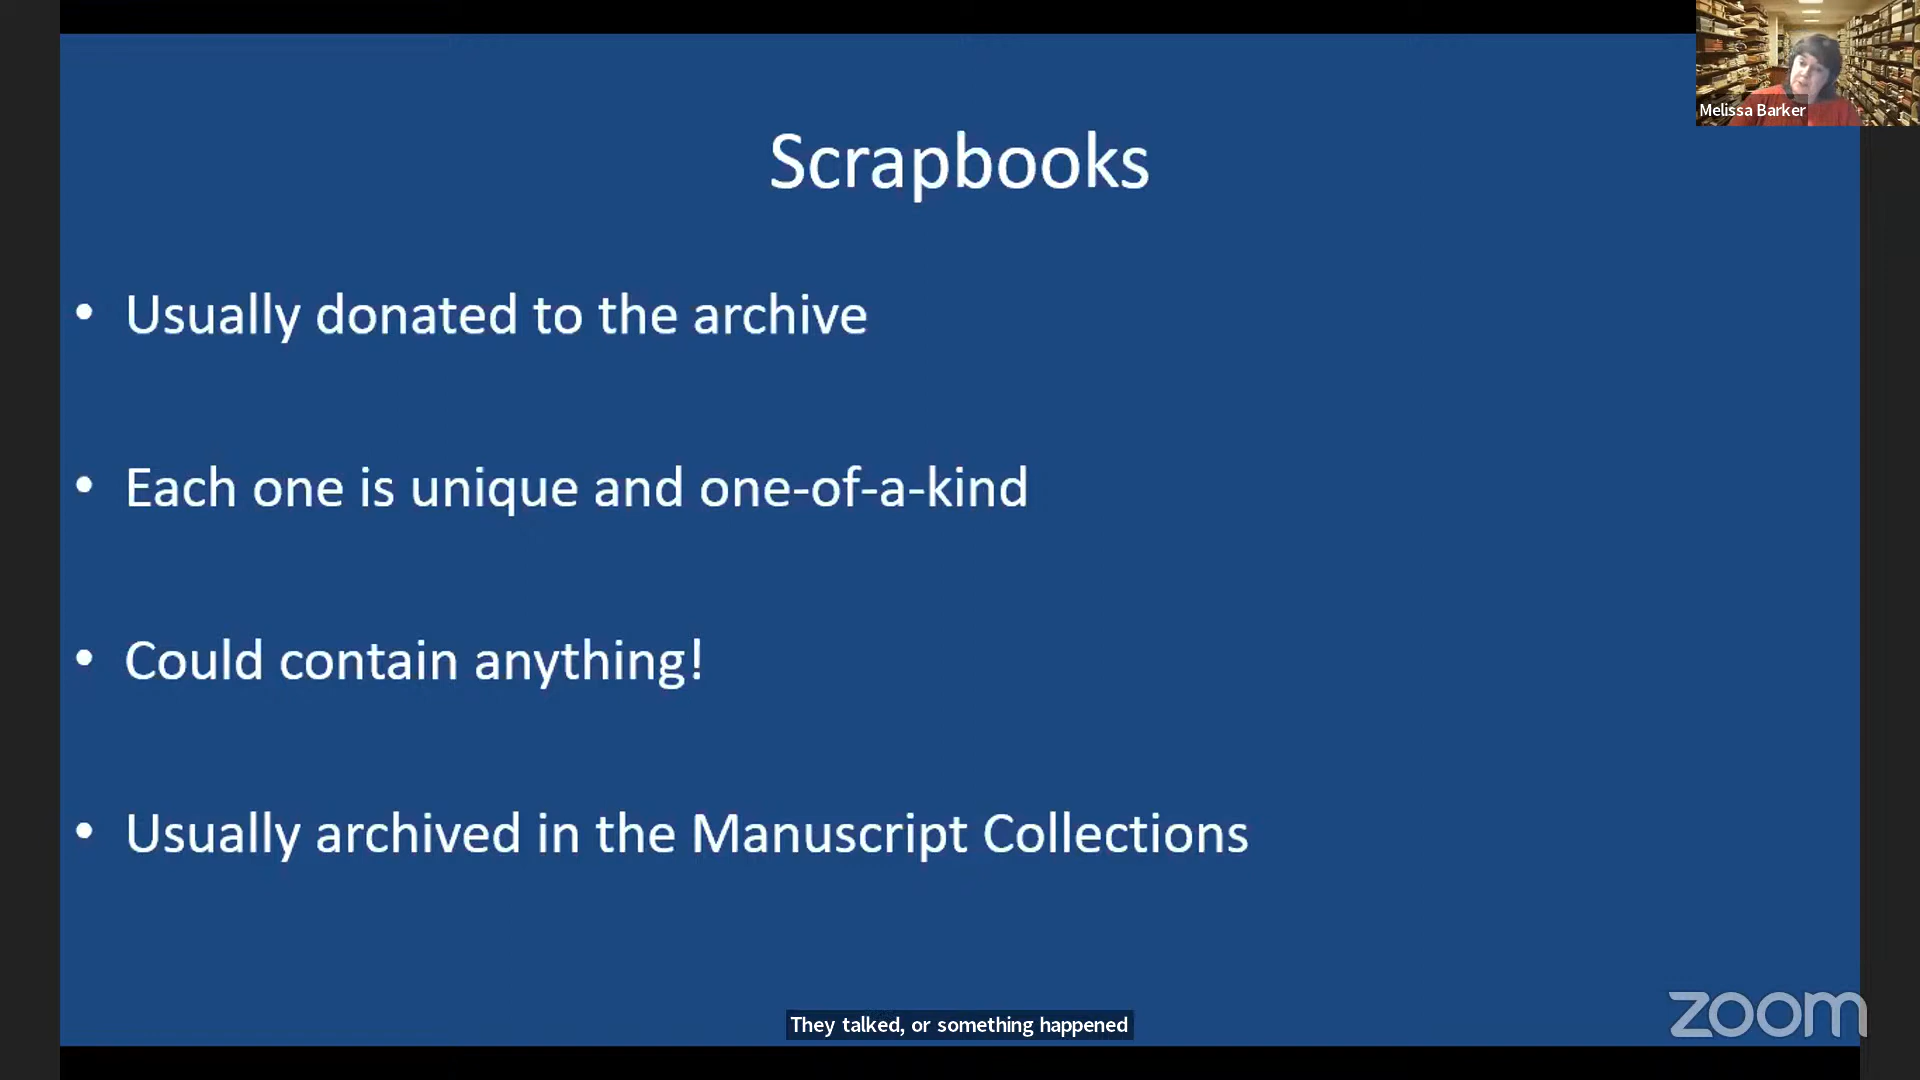 Melissa Barker
Scrapbooks
• Usually donated to the archive
• Each one is unique and one-of-a-kind
• Could contain anything!
• Usually archived in the Manuscript Collections
They talked, or something happened
zoom